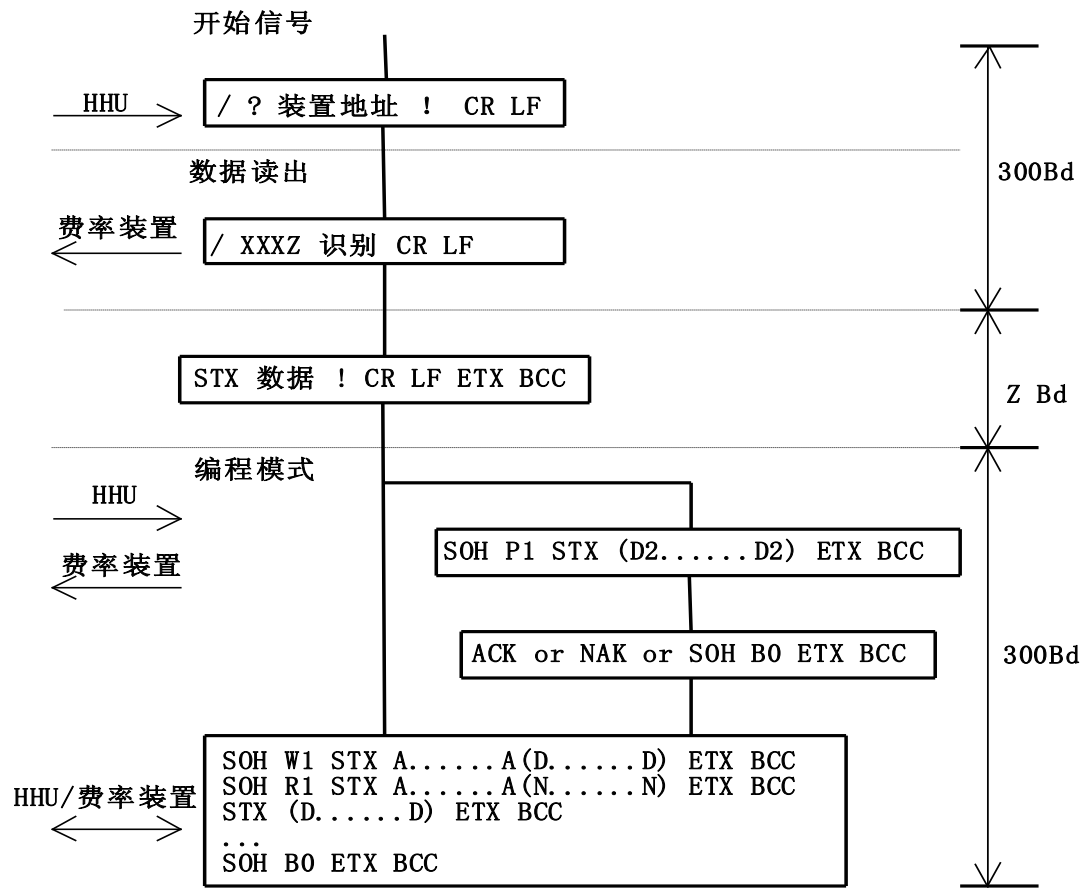 开始信号
HHU
/ ? 装置地址 ! CR LF
数据读出
300Bd
费率装置
/ XXXZ 识别 CR LF
STX 数据 ! CR LF ETX BCC
Z Bd
编程模式
HHU
SOH P1 STX (D2......D2) ETX BCC
费率装置
ACK or NAK or SOH B0 ETX BCC
300Bd
SOH W1 STX A......A(D......D) ETX BCC
SOH R1 STX A......A(N......N) ETX BCC
HHU/费率装置
STX (D......D) ETX BCC
...
SOH B0 ETX BCC